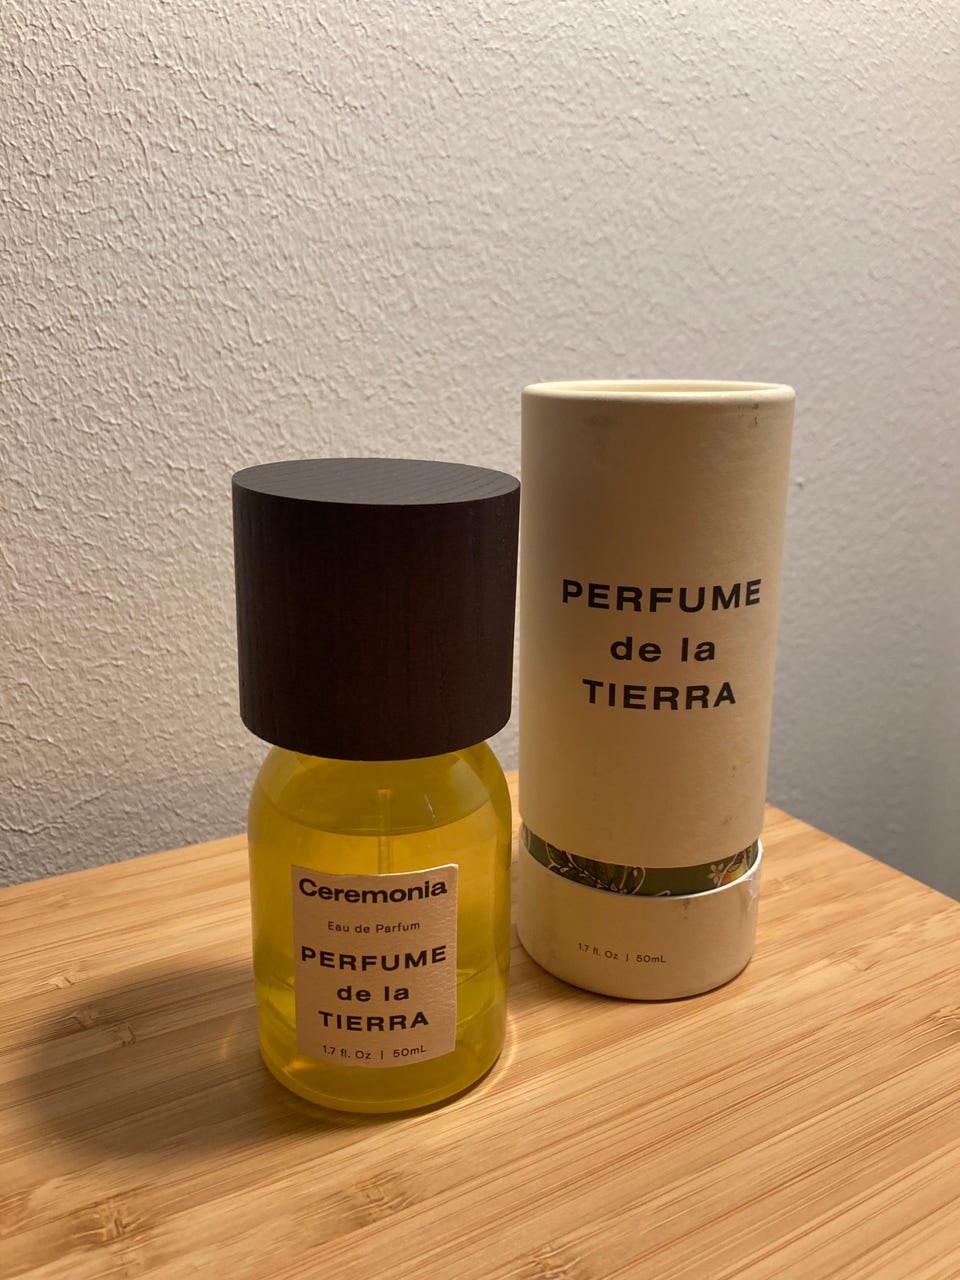 Ceremonia
Eau de Parfum
PERFUME
de la
TIERRA
1.7 fl. Oz | 50mL
PERFUME
de la
TIERRA
1.7 fl. Oz | 50mL